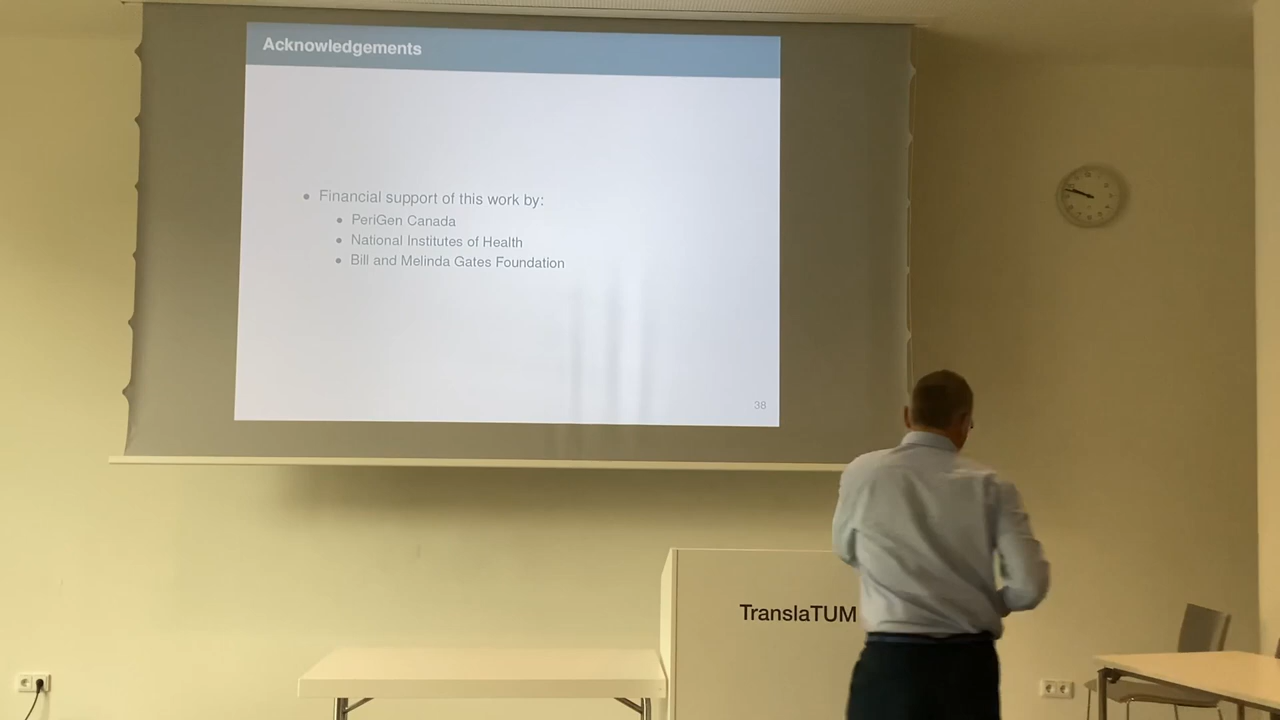 Acknowledgements
• Financial support of this work by:
• PeriGen Canada
• National Institutes of Health
• Bill and Melinda Gates Foundation
38
TranslaTUM